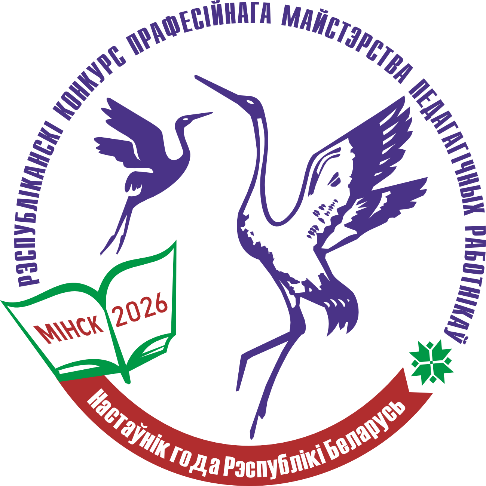 РЭСПУБЛІКАНСКІ КОНКУРС ПРАФЕСІЙНАГА МАЙСТЭРСТВА ПЕДАГАГІЧНЫХ РАБОТНІКАЎ
МІНСК 2026
Настаўнік года Рэспублікі Беларусь